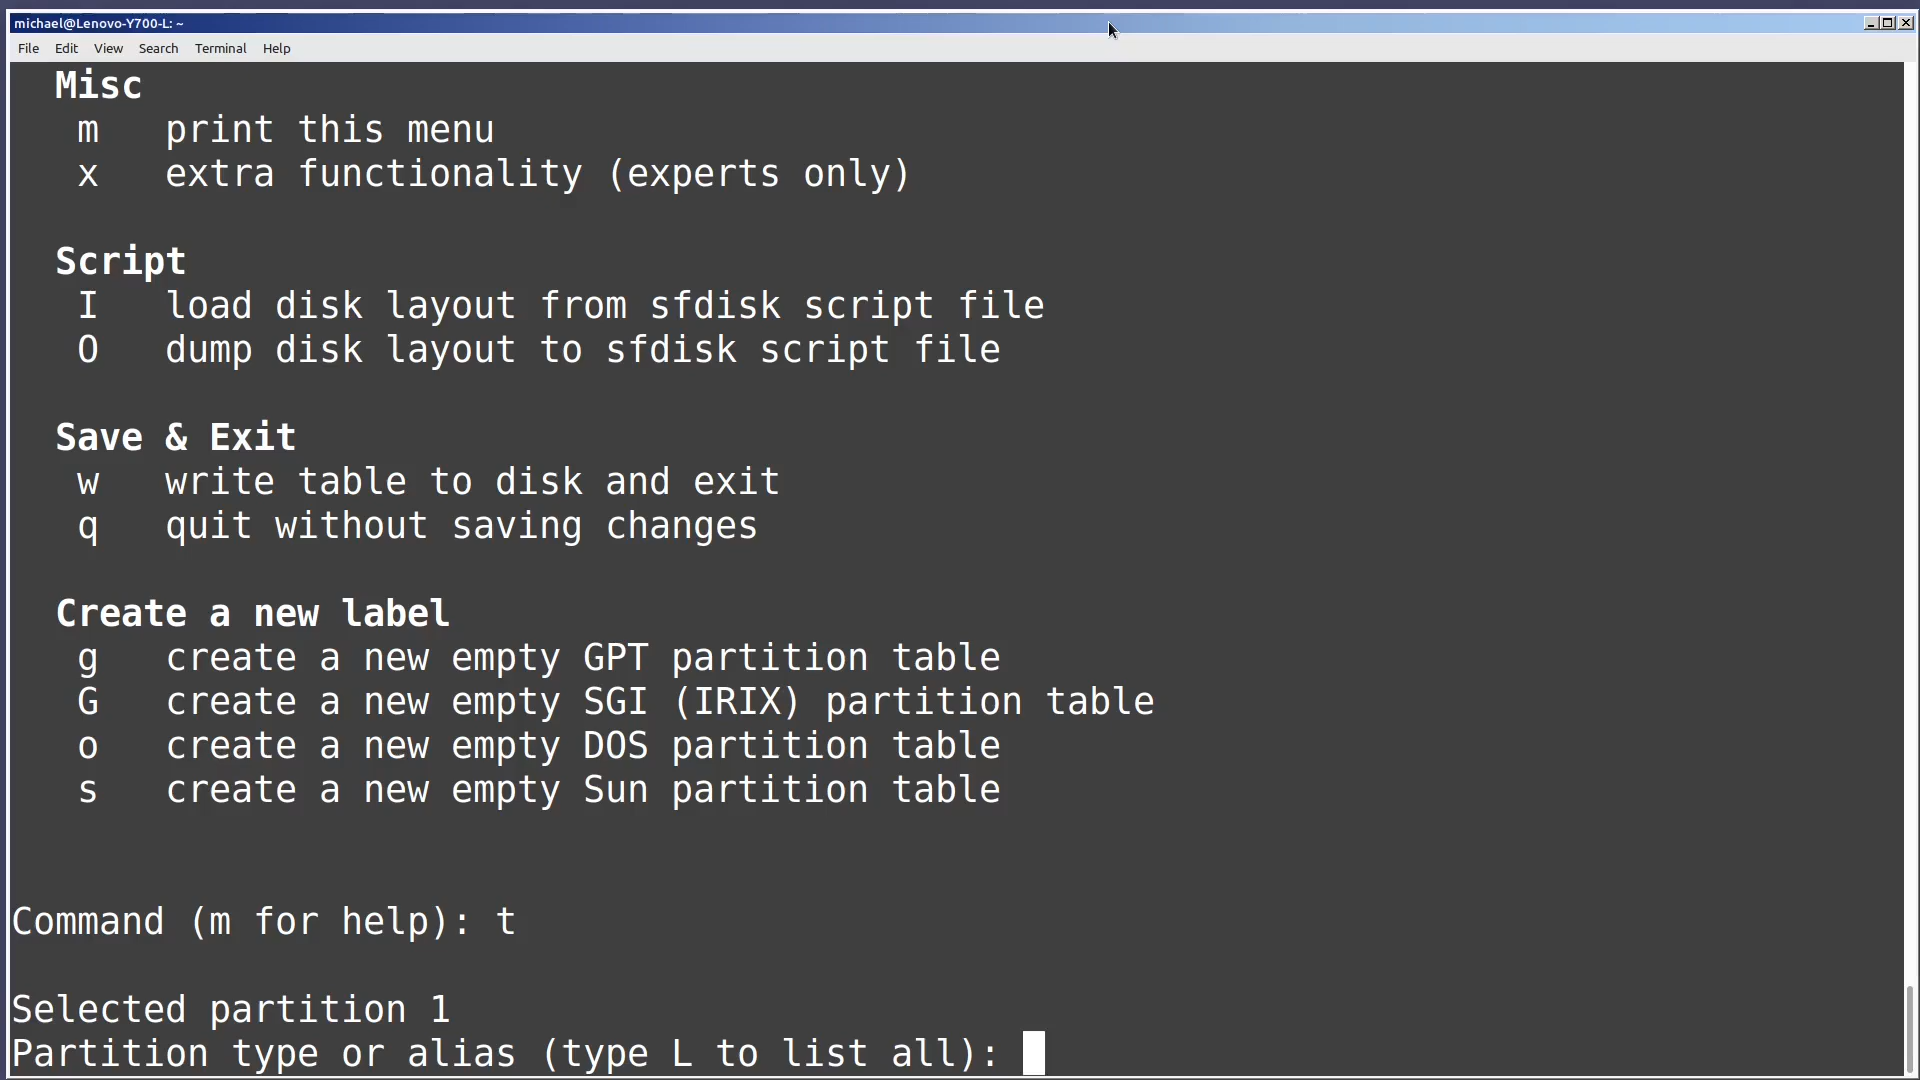 michael@Lenovo-Y700-L: ~
File Edit View Search Terminal Help
Misc
m print this menu
x extra functionality (experts only)
Script
I load disk layout from sfdisk script file
O dump disk layout to sfdisk script file
Save & Exit
w write table to disk and exit
q quit without saving changes
Create a new label
g create a new empty GPT partition table
G create a new empty SGI (IRIX) partition table
o create a new empty DOS partition table
s create a new empty Sun partition table
Command (m for help): t
Selected partition 1
Partition type or alias (type L to list all):